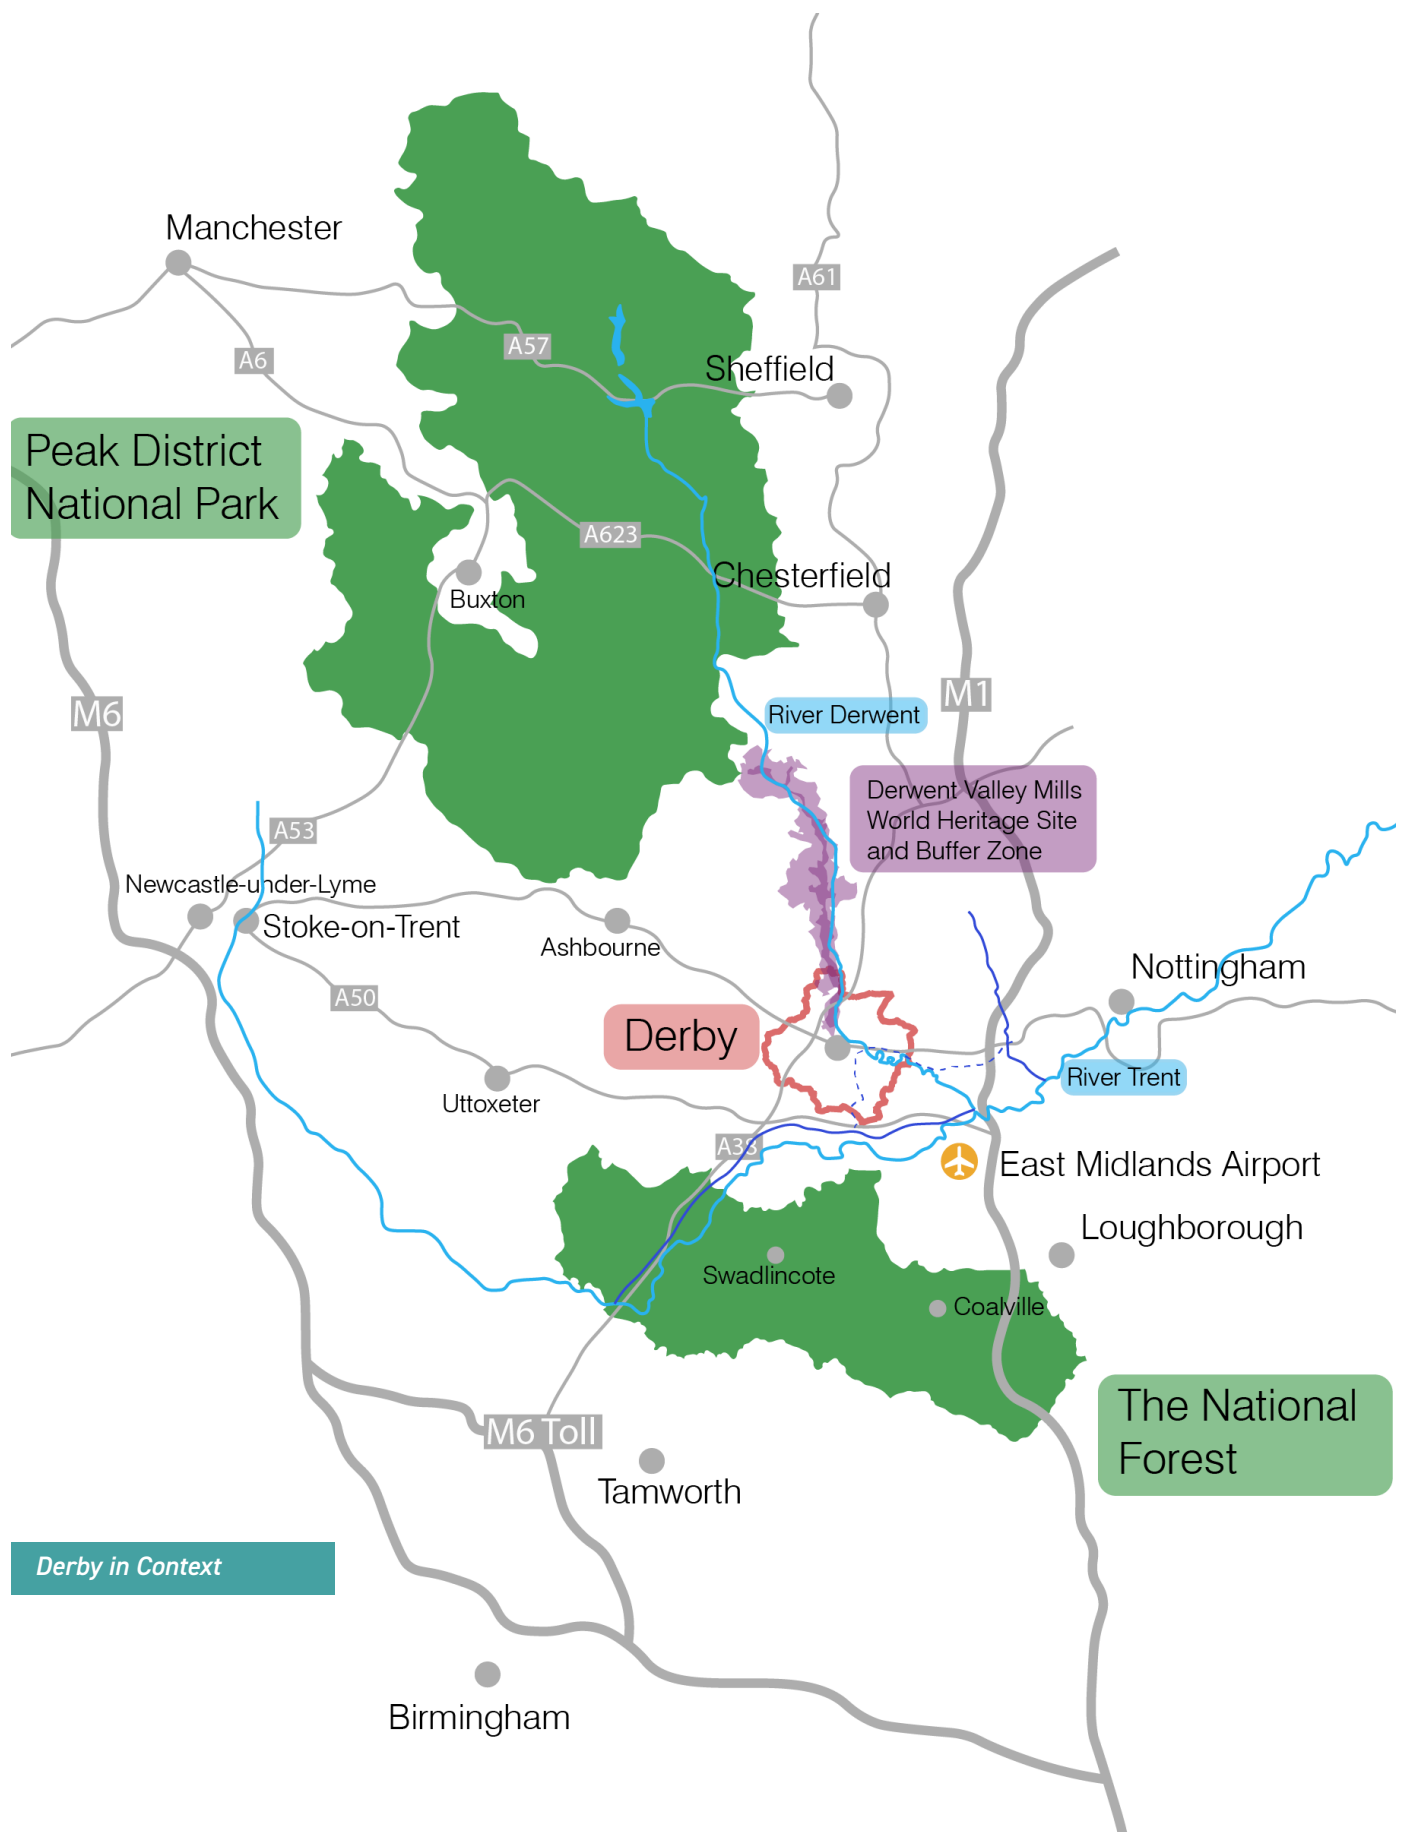 Manchester
A61
A57
A6
Sheffield
Peak District
National Park
A623
Chesterfield
Buxton
M1
M6
River Derwent
Derwent Valley Mills
World Heritage Site
and Buffer Zone
A53
Newcastle-under-Lyme
Stoke-on-Trent
Ashbourne
Nottingham
A50
Derby
River Trent
Uttoxeter
A38
East Midlands Airport
Loughborough
Swadlincote
Coalville
The National
Forest
M6 Toll
Tamworth
Derby in Context
Birmingham